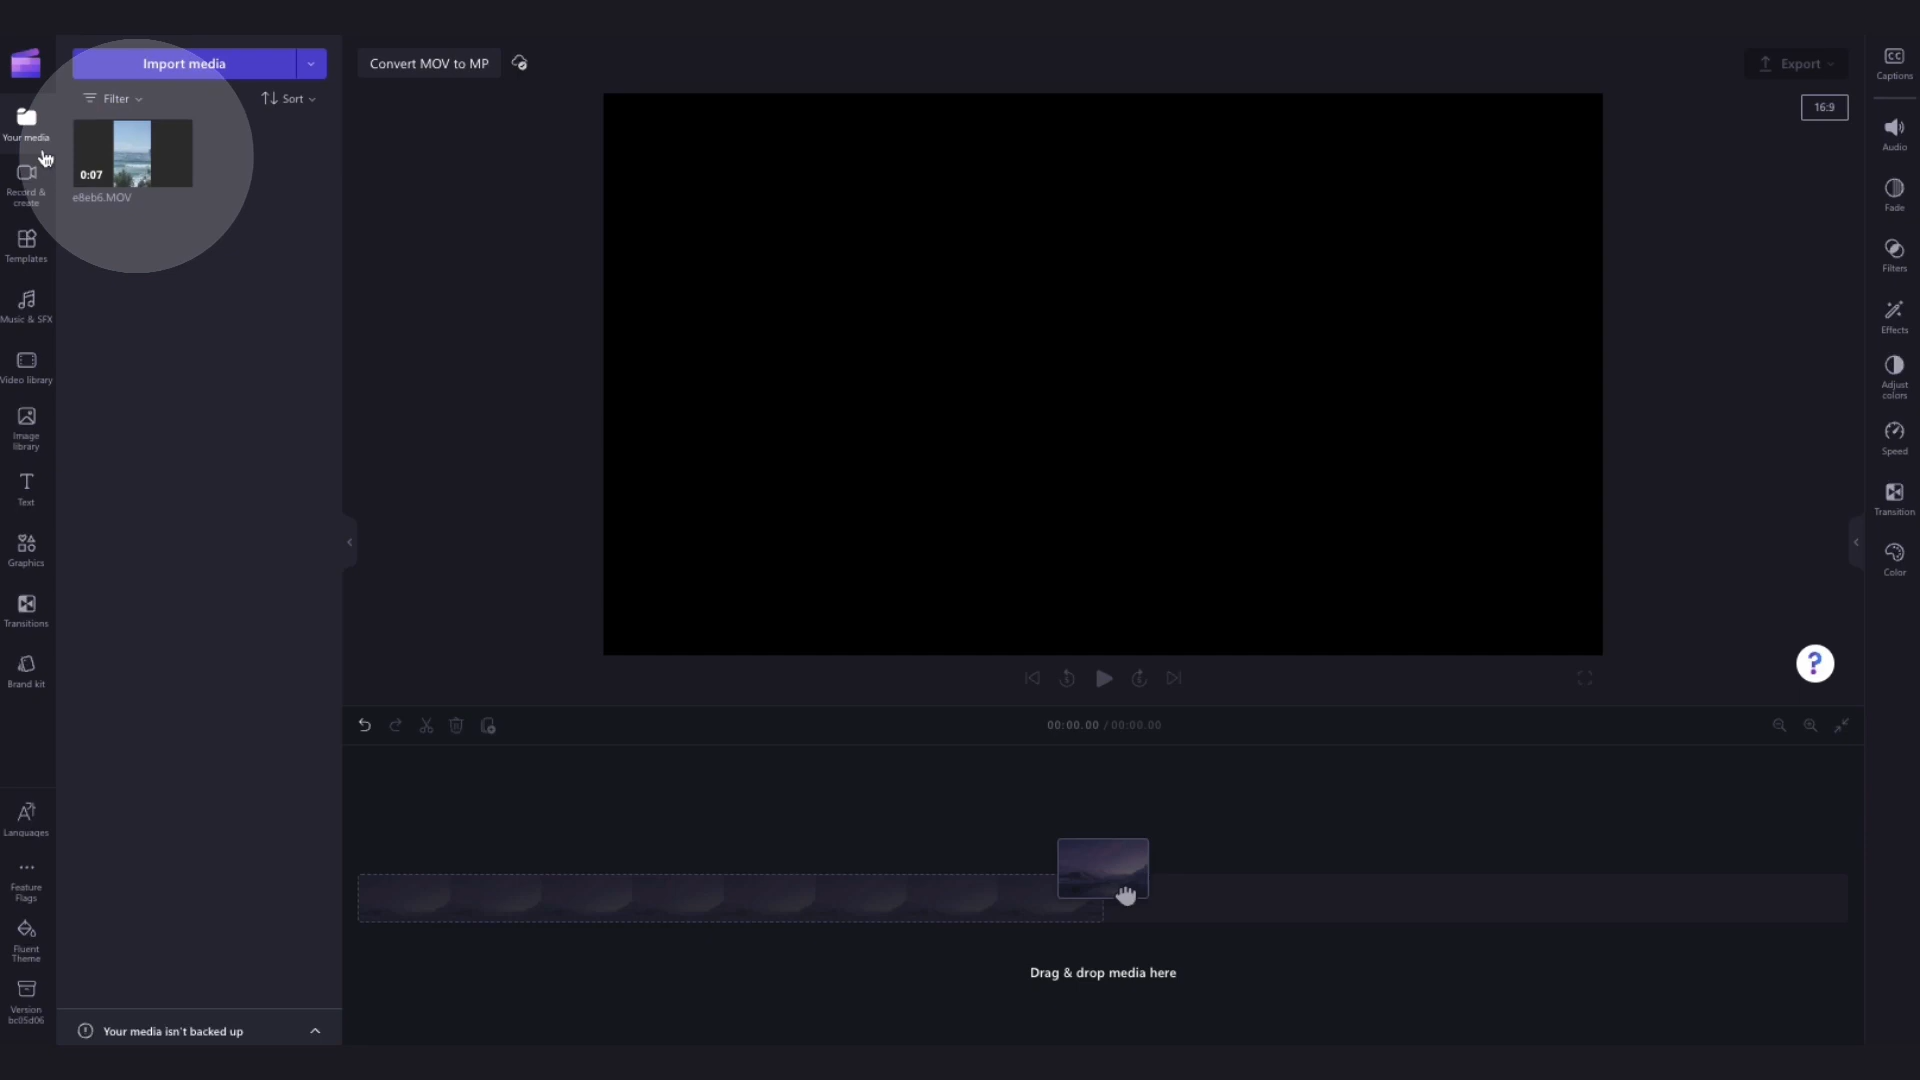 Import media
Convert MOV to MP
Export
CC
Captions
Filter
Sort
16:9
Your media
0:07
e8eb6.MOV
Audio
Record &
create
Fade
Templates
Filters
Music & SFX
Effects
Video library
Adjust
colors
Image
library
Speed
Text
Transition
Graphics
Color
Transitions
Brand kit
?
5
5
00:00.00 / 00:00.00
Languages
Feature
Flags
Fluent
Theme
Drag & drop media here
Version
bc05d06
Your media isn't backed up